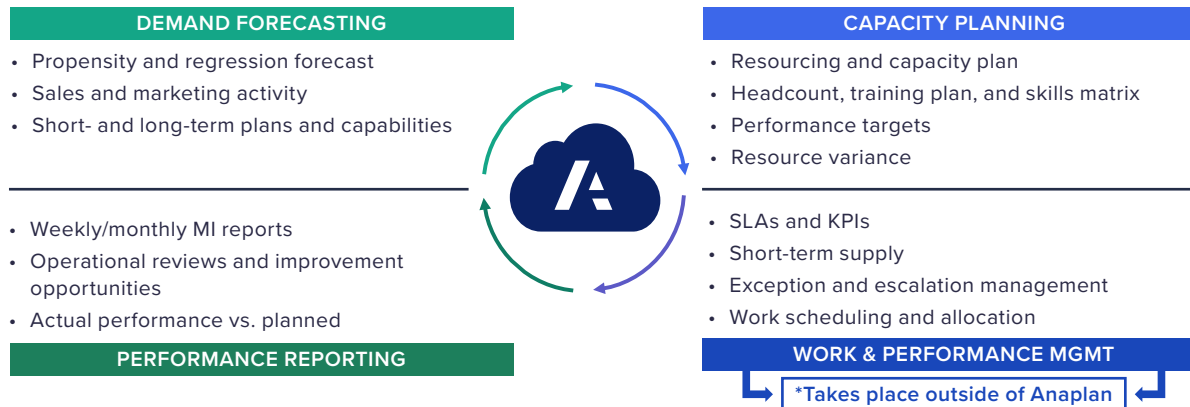 DEMAND FORECASTING
• Propensity and regression forecast
• Sales and marketing activity
• Short- and long-term plans and capabilities
CAPACITY PLANNING
• Resourcing and capacity plan
• Headcount, training plan, and skills matrix
• Performance targets
• Resource variance
A
• Weekly/monthly MI reports
• Operational reviews and improvement
opportunities
• Actual performance vs. planned
PERFORMANCE REPORTING
• SLAs and KPIs
• Short-term supply
• Exception and escalation management
• Work scheduling and allocation
WORK & PERFORMANCE MGMT
*Takes place outside of Anaplan